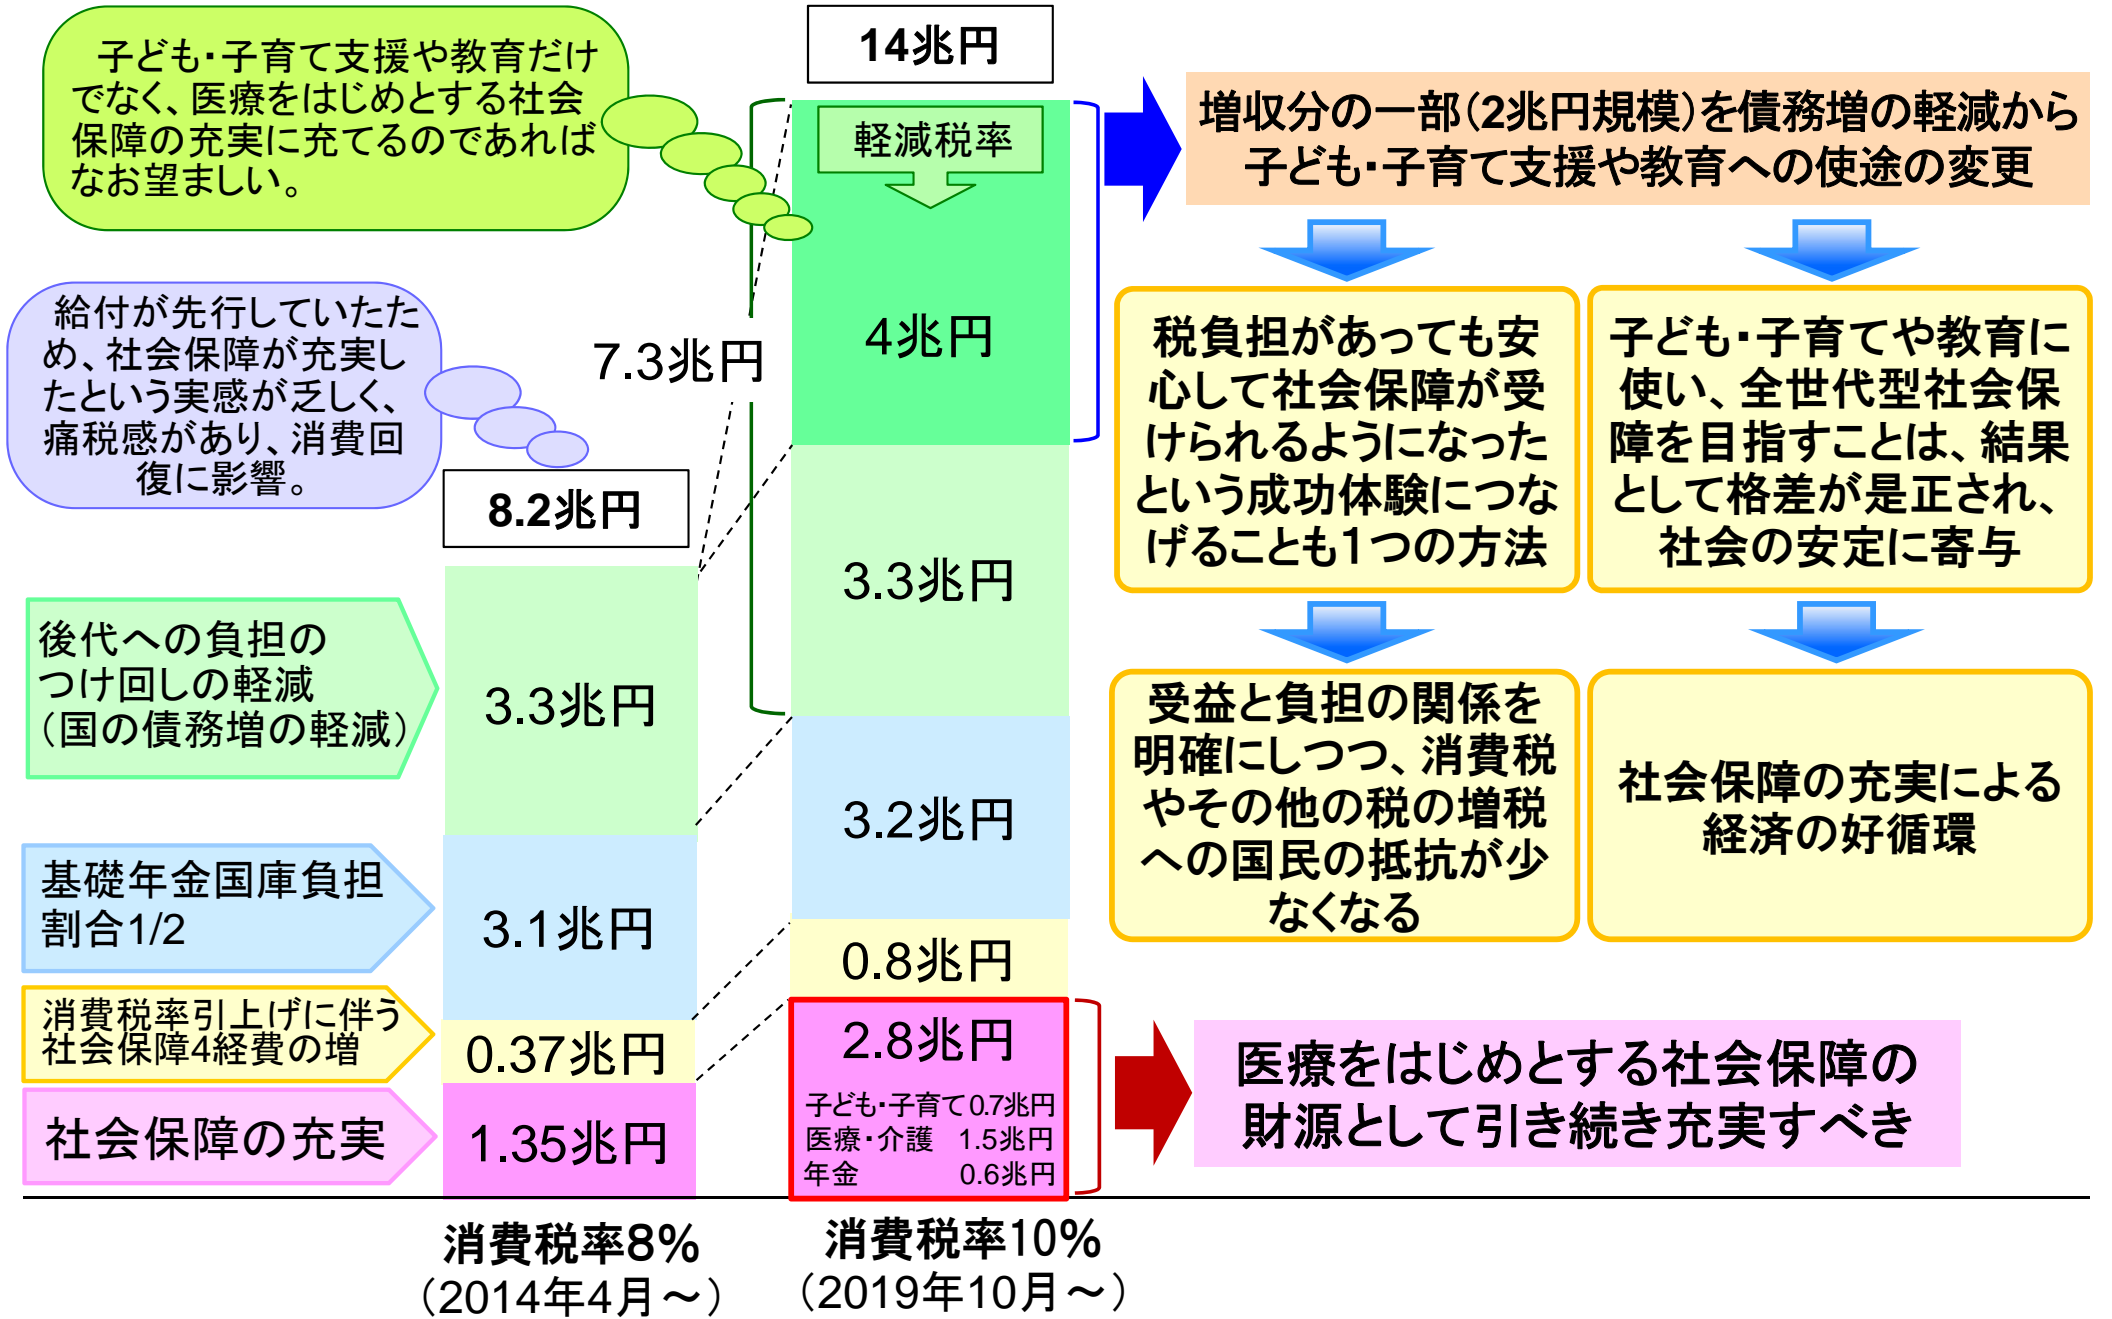 子ども・子育て支援や教育だけ
でなく、医療をはじめとする社会
保障の充実に充てるのであれば
なお望ましい。
14兆円
軽減税率
増収分の一部（2兆円規模）を債務増の軽減から
子ども・子育て支援や教育への使途の変更
給付が先行していたた
め、社会保障が充実し
たという実感が乏しく、
痛税感があり、消費回
復に影響。
7.3兆円
4兆円
税負担があっても安
心して社会保障が受
けられるようになった
という成功体験につな
げることも1つの方法
子ども・子育てや教育に
使い、全世代型社会保
障を目指すことは、結果
として格差が是正され、
社会の安定に寄与
8.2兆円
後代への負担の
つけ回しの軽減
（国の債務増の軽減）
3.3兆円
3.3兆円
受益と負担の関係を
明確にしつつ、消費税
やその他の税の増税
への国民の抵抗が少
なくなる
社会保障の充実による
経済の好循環
基礎年金国庫負担
割合1/2
3.1兆円
3.2兆円
消費税率引上げに伴う
社会保障4経費の増
0.37兆円
0.8兆円
社会保障の充実
1.35兆円
2.8兆円
子ども・子育て0.7兆円
医療・介護 1.5兆円
年金 0.6兆円
医療をはじめとする社会保障の
財源として引き続き充実すべき
消費税率8%
（2014年4月～）
消費税率10%
（2019年10月～）